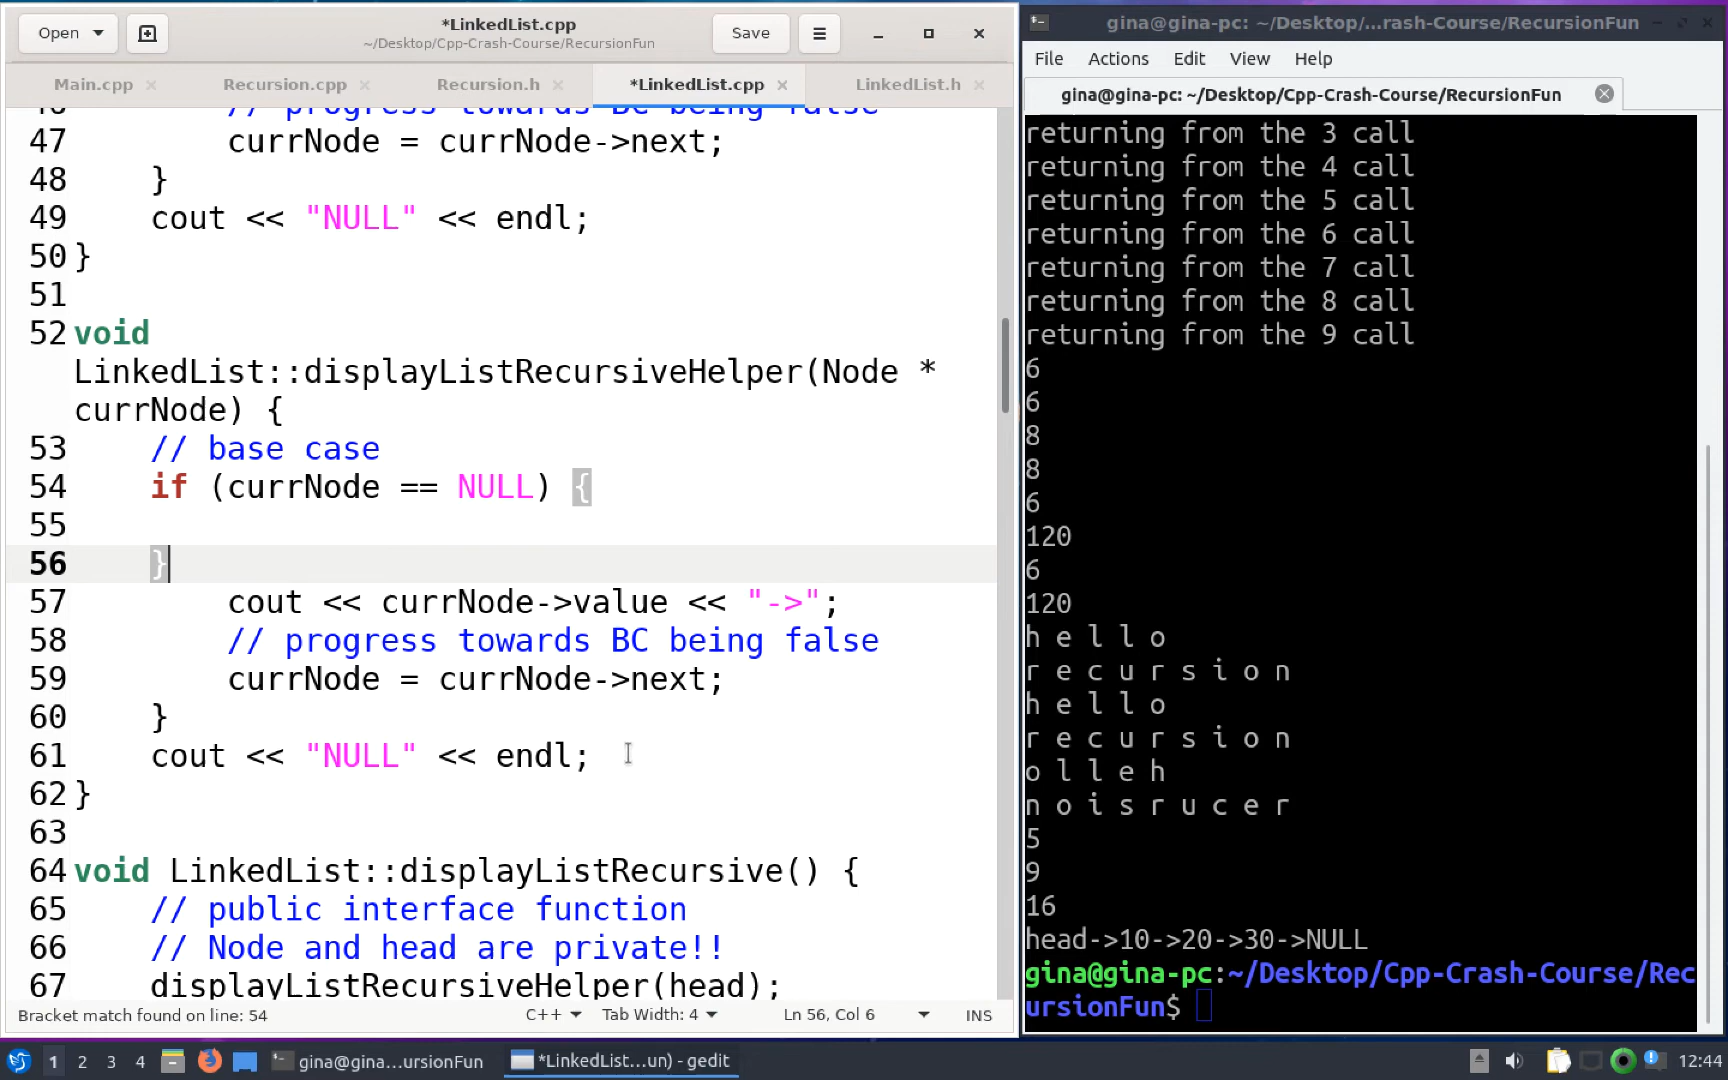 Open
*LinkedList.cpp
~/Desktop/Cpp-Crash-Course/RecursionFun
Save
Main.cpp
Recursion.cpp
Recursion.h
*LinkedList.cpp
LinkedList.h
46 // progress towards BC being false
47 currNode = currNode->next;
48 }
49 cout << "NULL" << endl;
50 }
51
52 void
LinkedList::displayListRecursiveHelper(Node *
currNode) {
53 // base case
54 if (currNode == NULL) {
55
56 }
57 cout << currNode->value << "->";
58 // progress towards BC being false
59 currNode = currNode->next;
60 }
61 cout << "NULL" << endl;
62 }
63
64 void LinkedList::displayListRecursive() {
65 // public interface function
66 // Node and head are private!!
67 displayListRecursiveHelper(head);
Bracket match found on line: 54
C++
Tab Width: 4
Ln 56, Col 6
INS
gina@gina-pc: ~/Desktop/...rash-Course/RecursionFun
File Actions Edit View Help
gina@gina-pc: ~/Desktop/Cpp-Crash-Course/RecursionFun
returning from the 3 call
returning from the 4 call
returning from the 5 call
returning from the 6 call
returning from the 7 call
returning from the 8 call
returning from the 9 call
6
6
8
8
6
120
6
120
h e l l o
r e c u r s i o n
h e l l o
r e c u r s i o n
o l l e h
n o i s r u c e r
5
9
16
head->10->20->30->NULL
gina@gina-pc:~/Desktop/Cpp-Crash-Course/Rec
ursionFun$
1 2 3 4
gina@gina...ursionFun
*LinkedList...un) - gedit
12:44